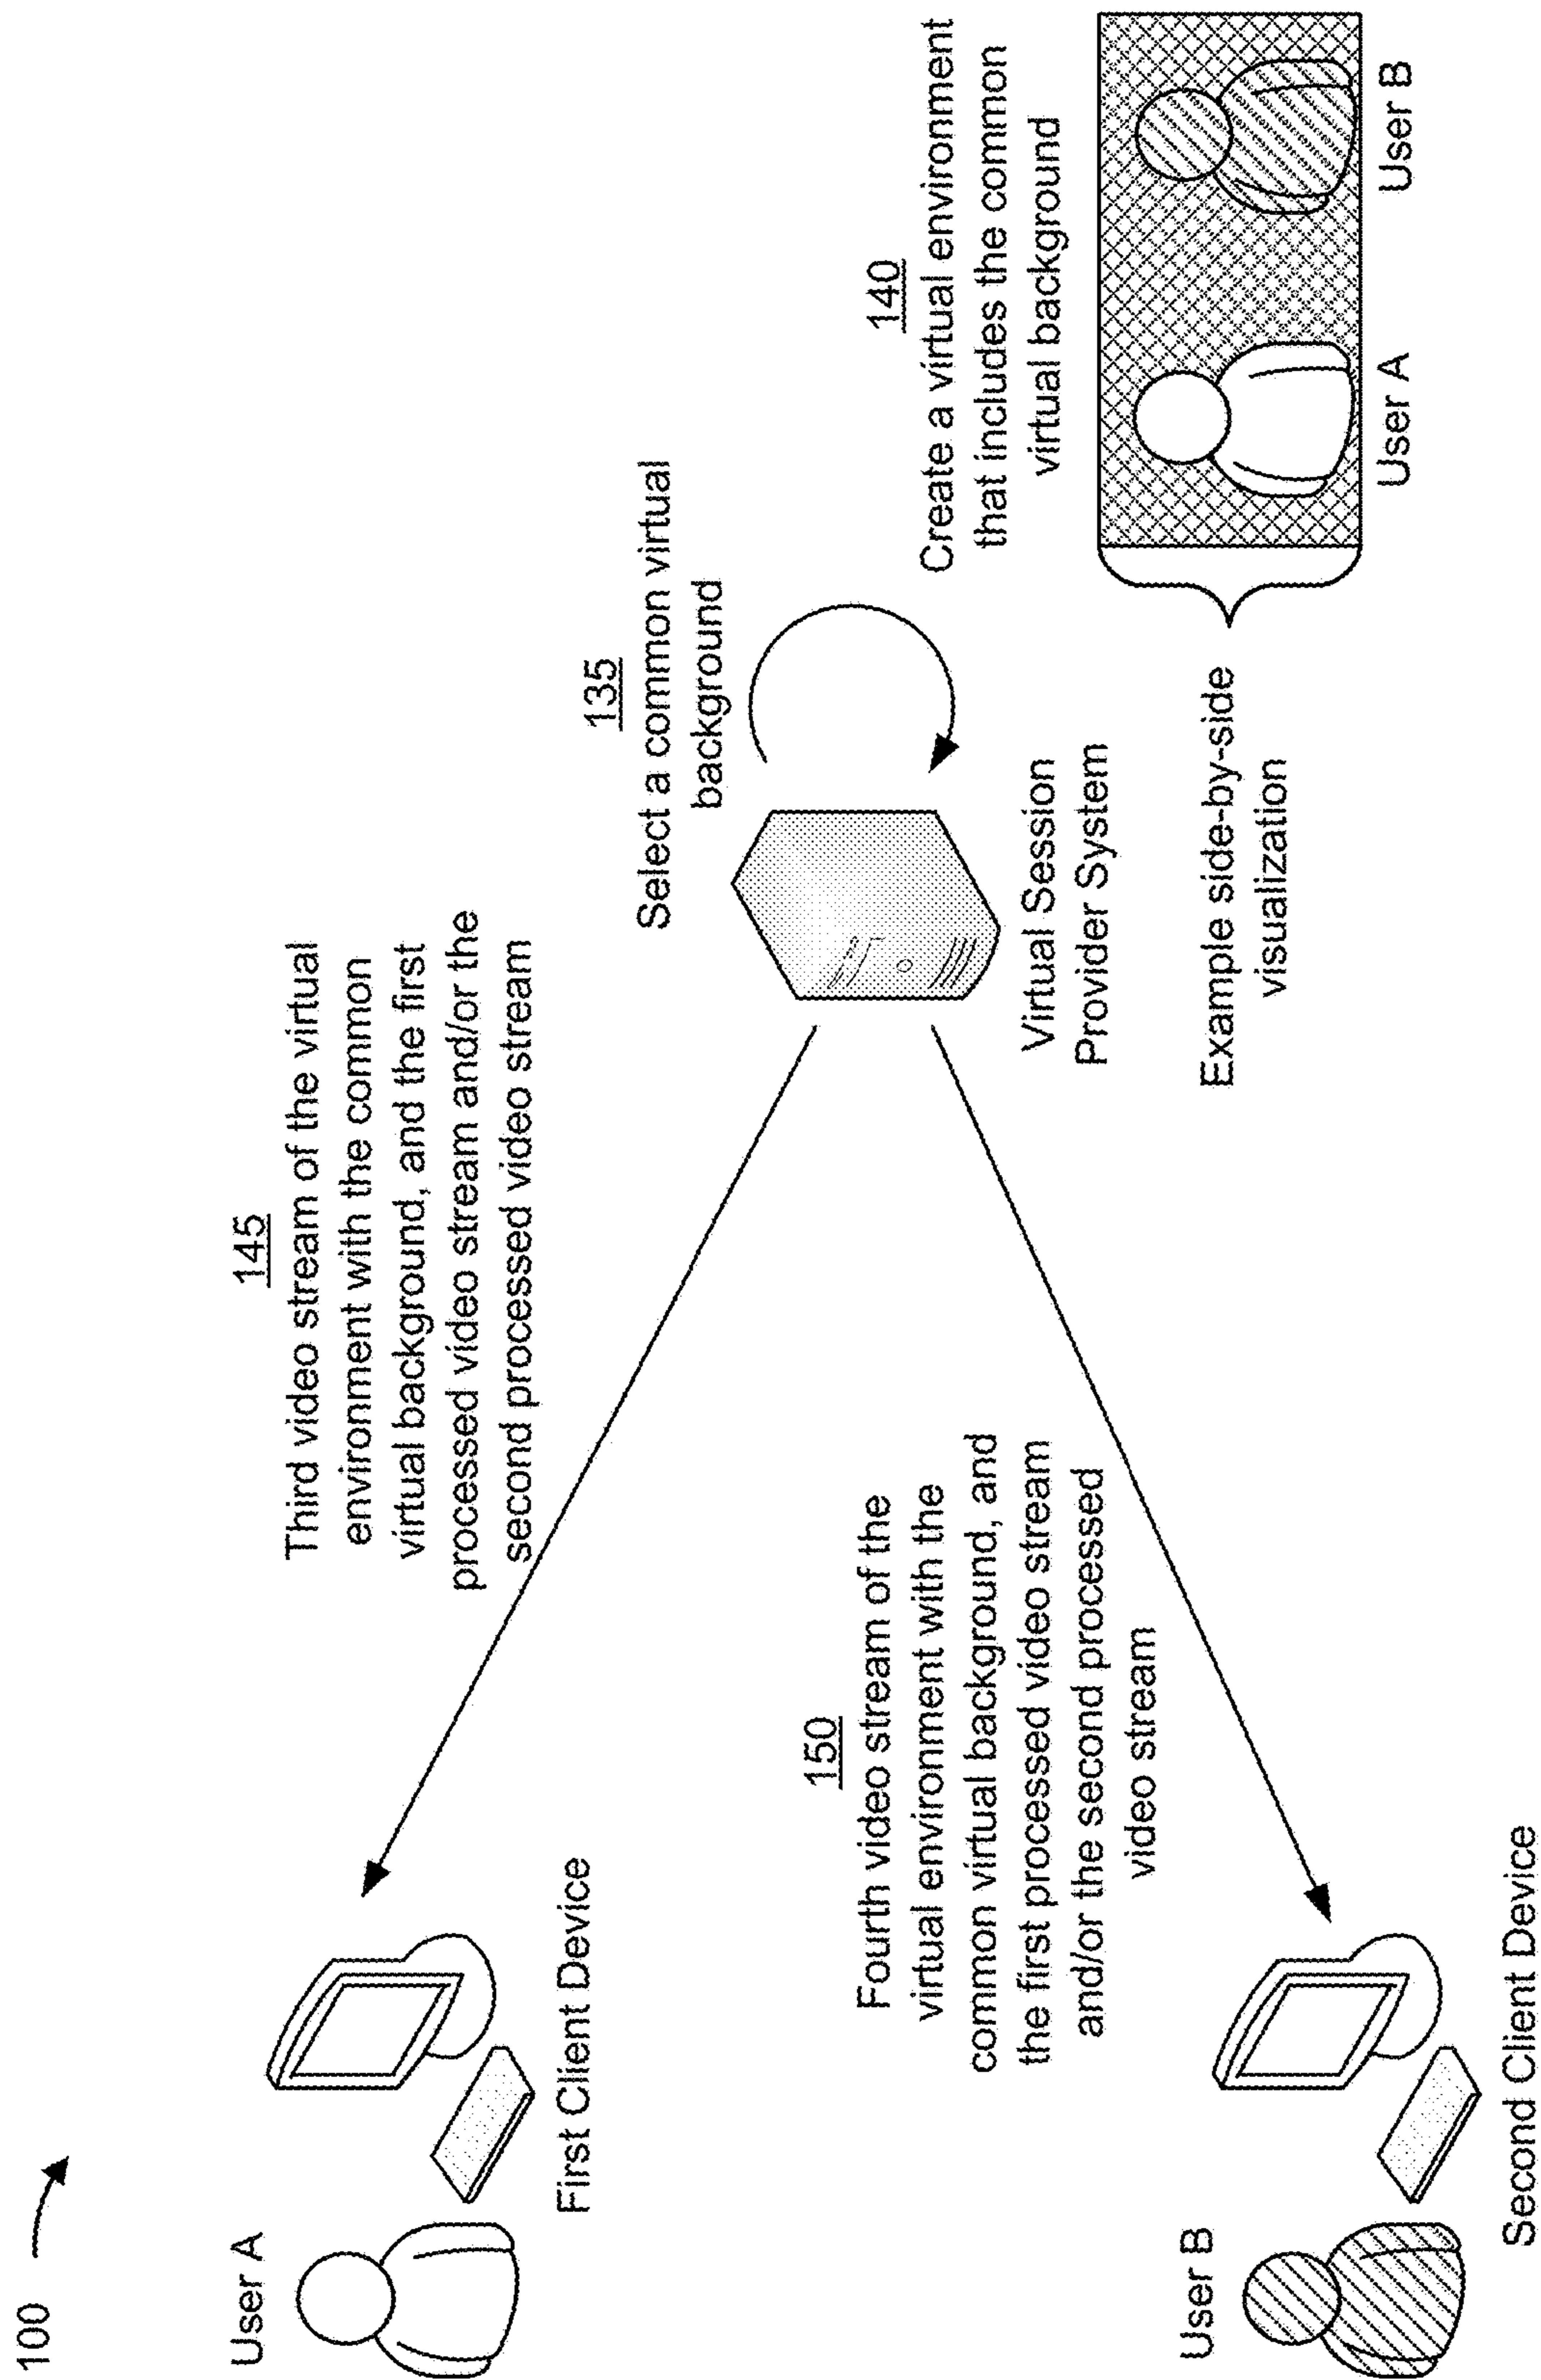 100
User A
First Client Device
145
Third video stream of the virtual
environment with the common
virtual background, and the first
processed video stream and/or the
second processed video stream
135
Select a common virtual
background
Virtual Session
Provider System
140
Create a virtual environment
that includes the common
virtual background
User A
User B
Example side-by-side
visualization
150
Fourth video stream of the
virtual environment with the
common virtual background, and
the first processed video stream
and/or the second processed
video stream
User B
Second Client Device